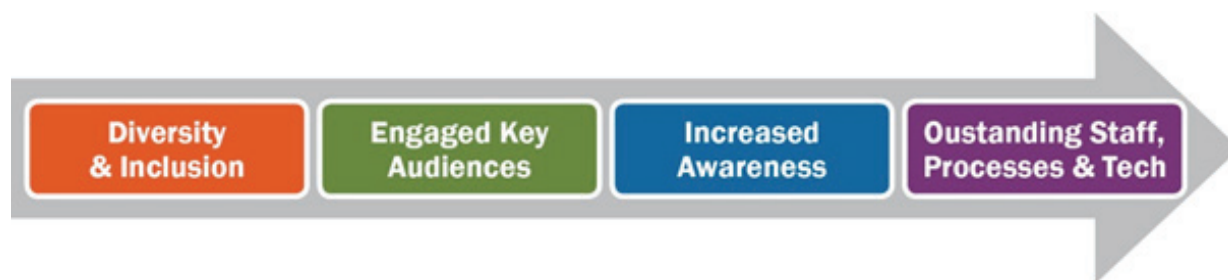 Diversity
& Inclusion
Engaged Key
Audiences
Increased
Awareness
Oustanding Staff,
Processes & Tech